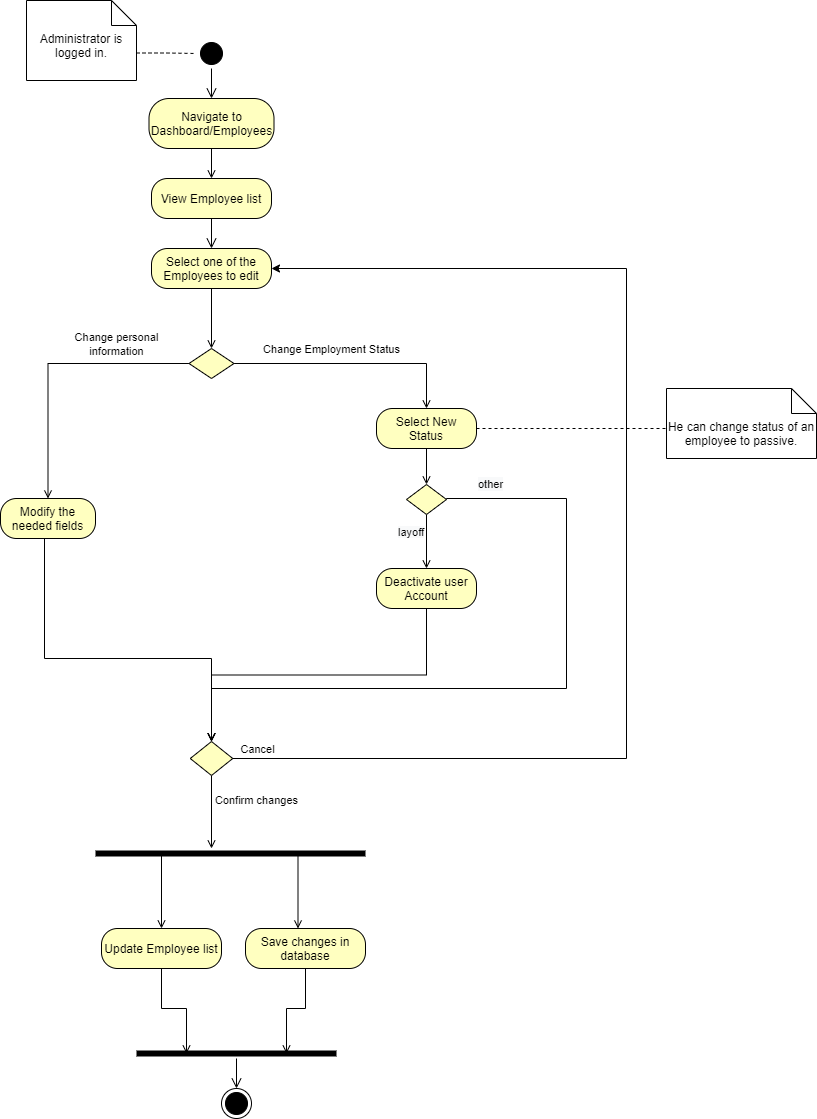 Administrator is
logged in.
Navigate to
Dashboard/Employees
View Employee list
Select one of the
Employees to edit
Change personal
information
Change Employment Status
Select New
Status
He can change status of an
employee to passive.
other
Modify the
needed fields
layoff
Deactivate user
Account
Cancel
Confirm changes
Update Employee list
Save changes in
database